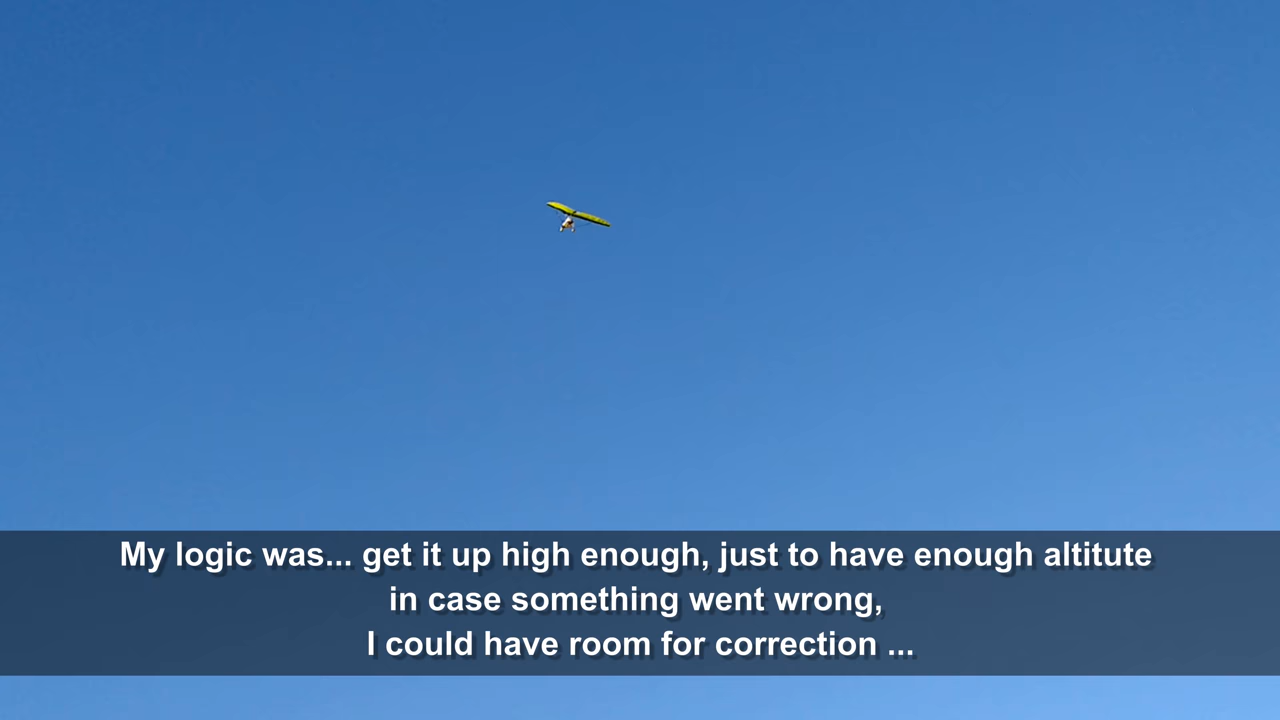 My logic was... get it up high enough, just to have enough altitute
in case something went wrong,
I could have room for correction ...